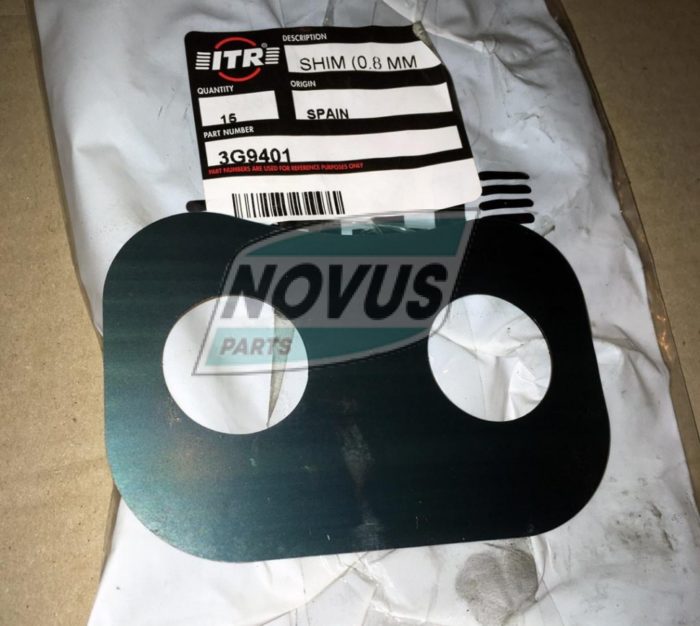 ITR®
DESCRIPTION
SHIM (0.8 MM
QUANTITY
15
ORIGIN
SPAIN
PART NUMBER
3G9401
PART NUMBERS ARE USED FOR REFERENCE PURPOSES ONLY
NOVUS
PARTS